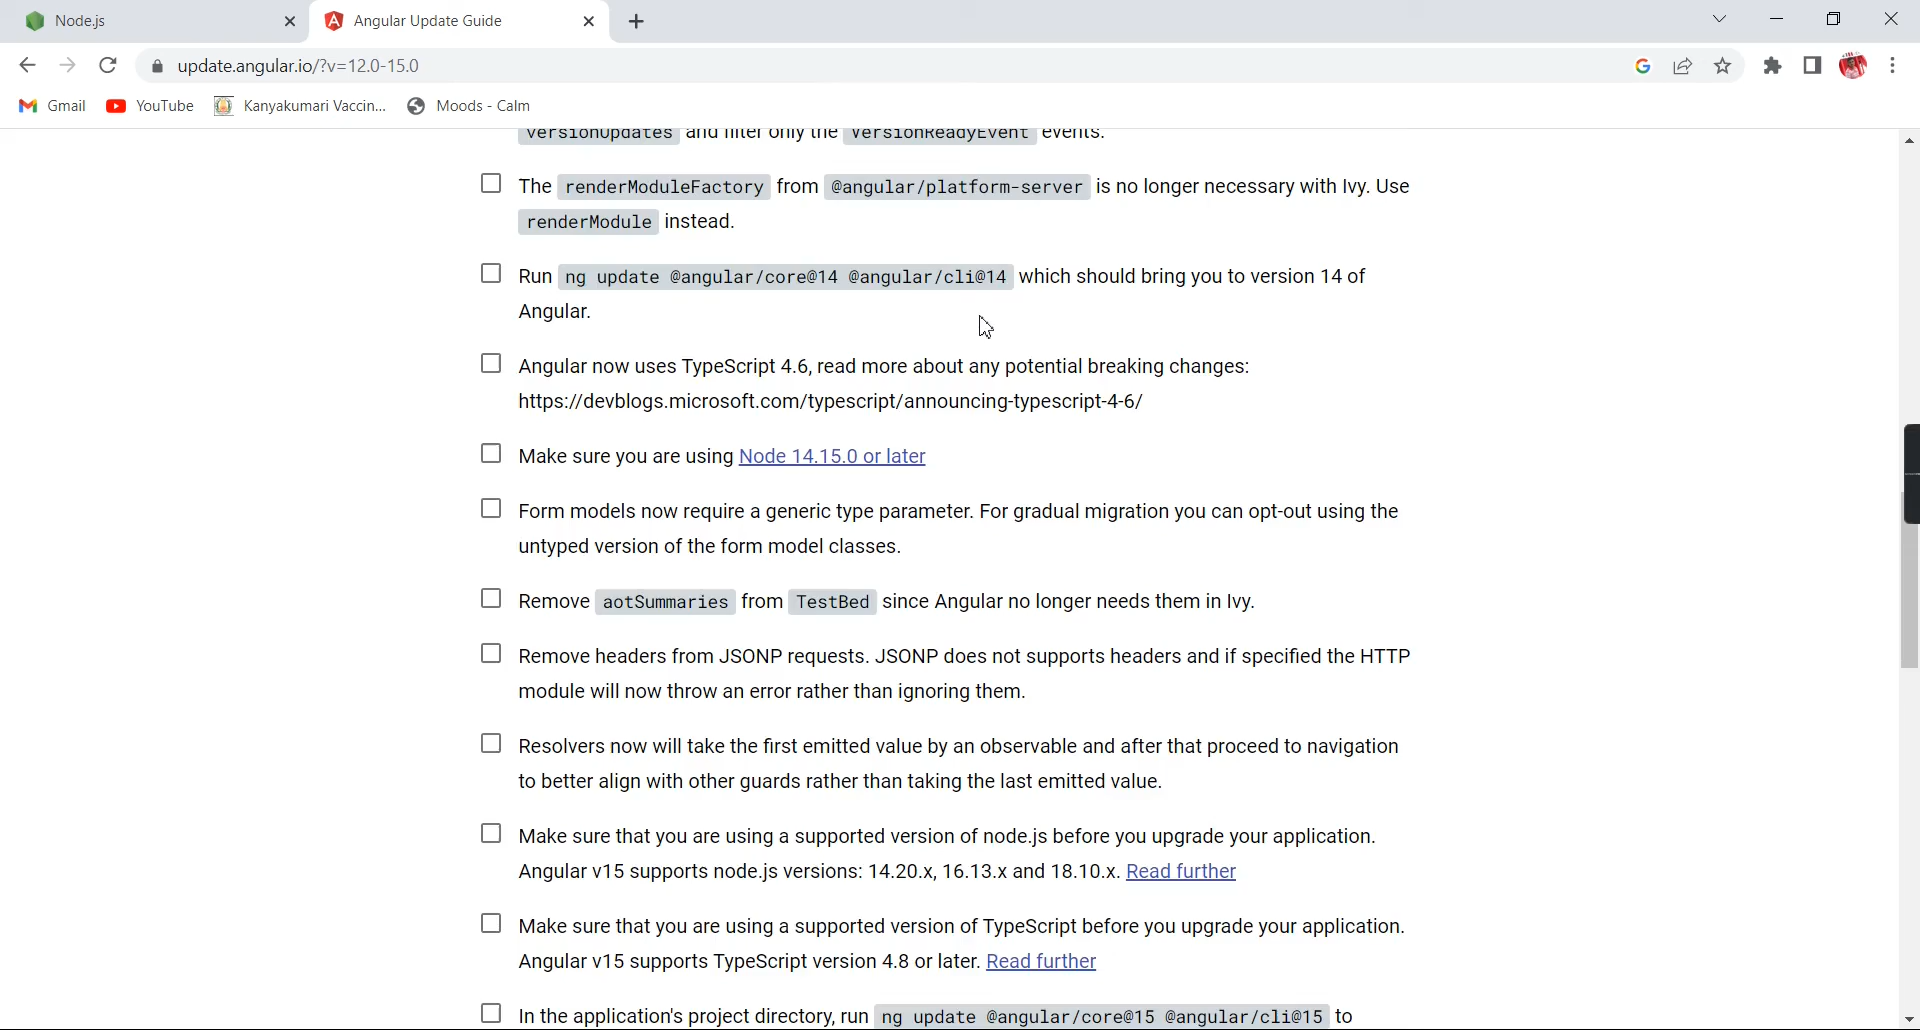 Node.js
Angular Update Guide
update.angular.io/?v=12.0-15.0
Gmail
YouTube
Kanyakumari Vaccin...
Moods - Calm
versionUpdates and filter only the VersionReadyEvent events.
The renderModuleFactory from @angular/platform-server is no longer necessary with Ivy. Use
renderModule instead.
Run ng update @angular/core@14 @angular/cli@14 which should bring you to version 14 of
Angular.
Angular now uses TypeScript 4.6, read more about any potential breaking changes:
https://devblogs.microsoft.com/typescript/announcing-typescript-4-6/
Make sure you are using Node 14.15.0 or later
Form models now require a generic type parameter. For gradual migration you can opt-out using the
untyped version of the form model classes.
Remove aotSummaries from TestBed since Angular no longer needs them in Ivy.
Remove headers from JSONP requests. JSONP does not supports headers and if specified the HTTP
module will now throw an error rather than ignoring them.
Resolvers now will take the first emitted value by an observable and after that proceed to navigation
to better align with other guards rather than taking the last emitted value.
Make sure that you are using a supported version of node.js before you upgrade your application.
Angular v15 supports node.js versions: 14.20.x, 16.13.x and 18.10.x. Read further
Make sure that you are using a supported version of TypeScript before you upgrade your application.
Angular v15 supports TypeScript version 4.8 or later. Read further
In the application's project directory, run ng update @angular/core@15 @angular/cli@15 to